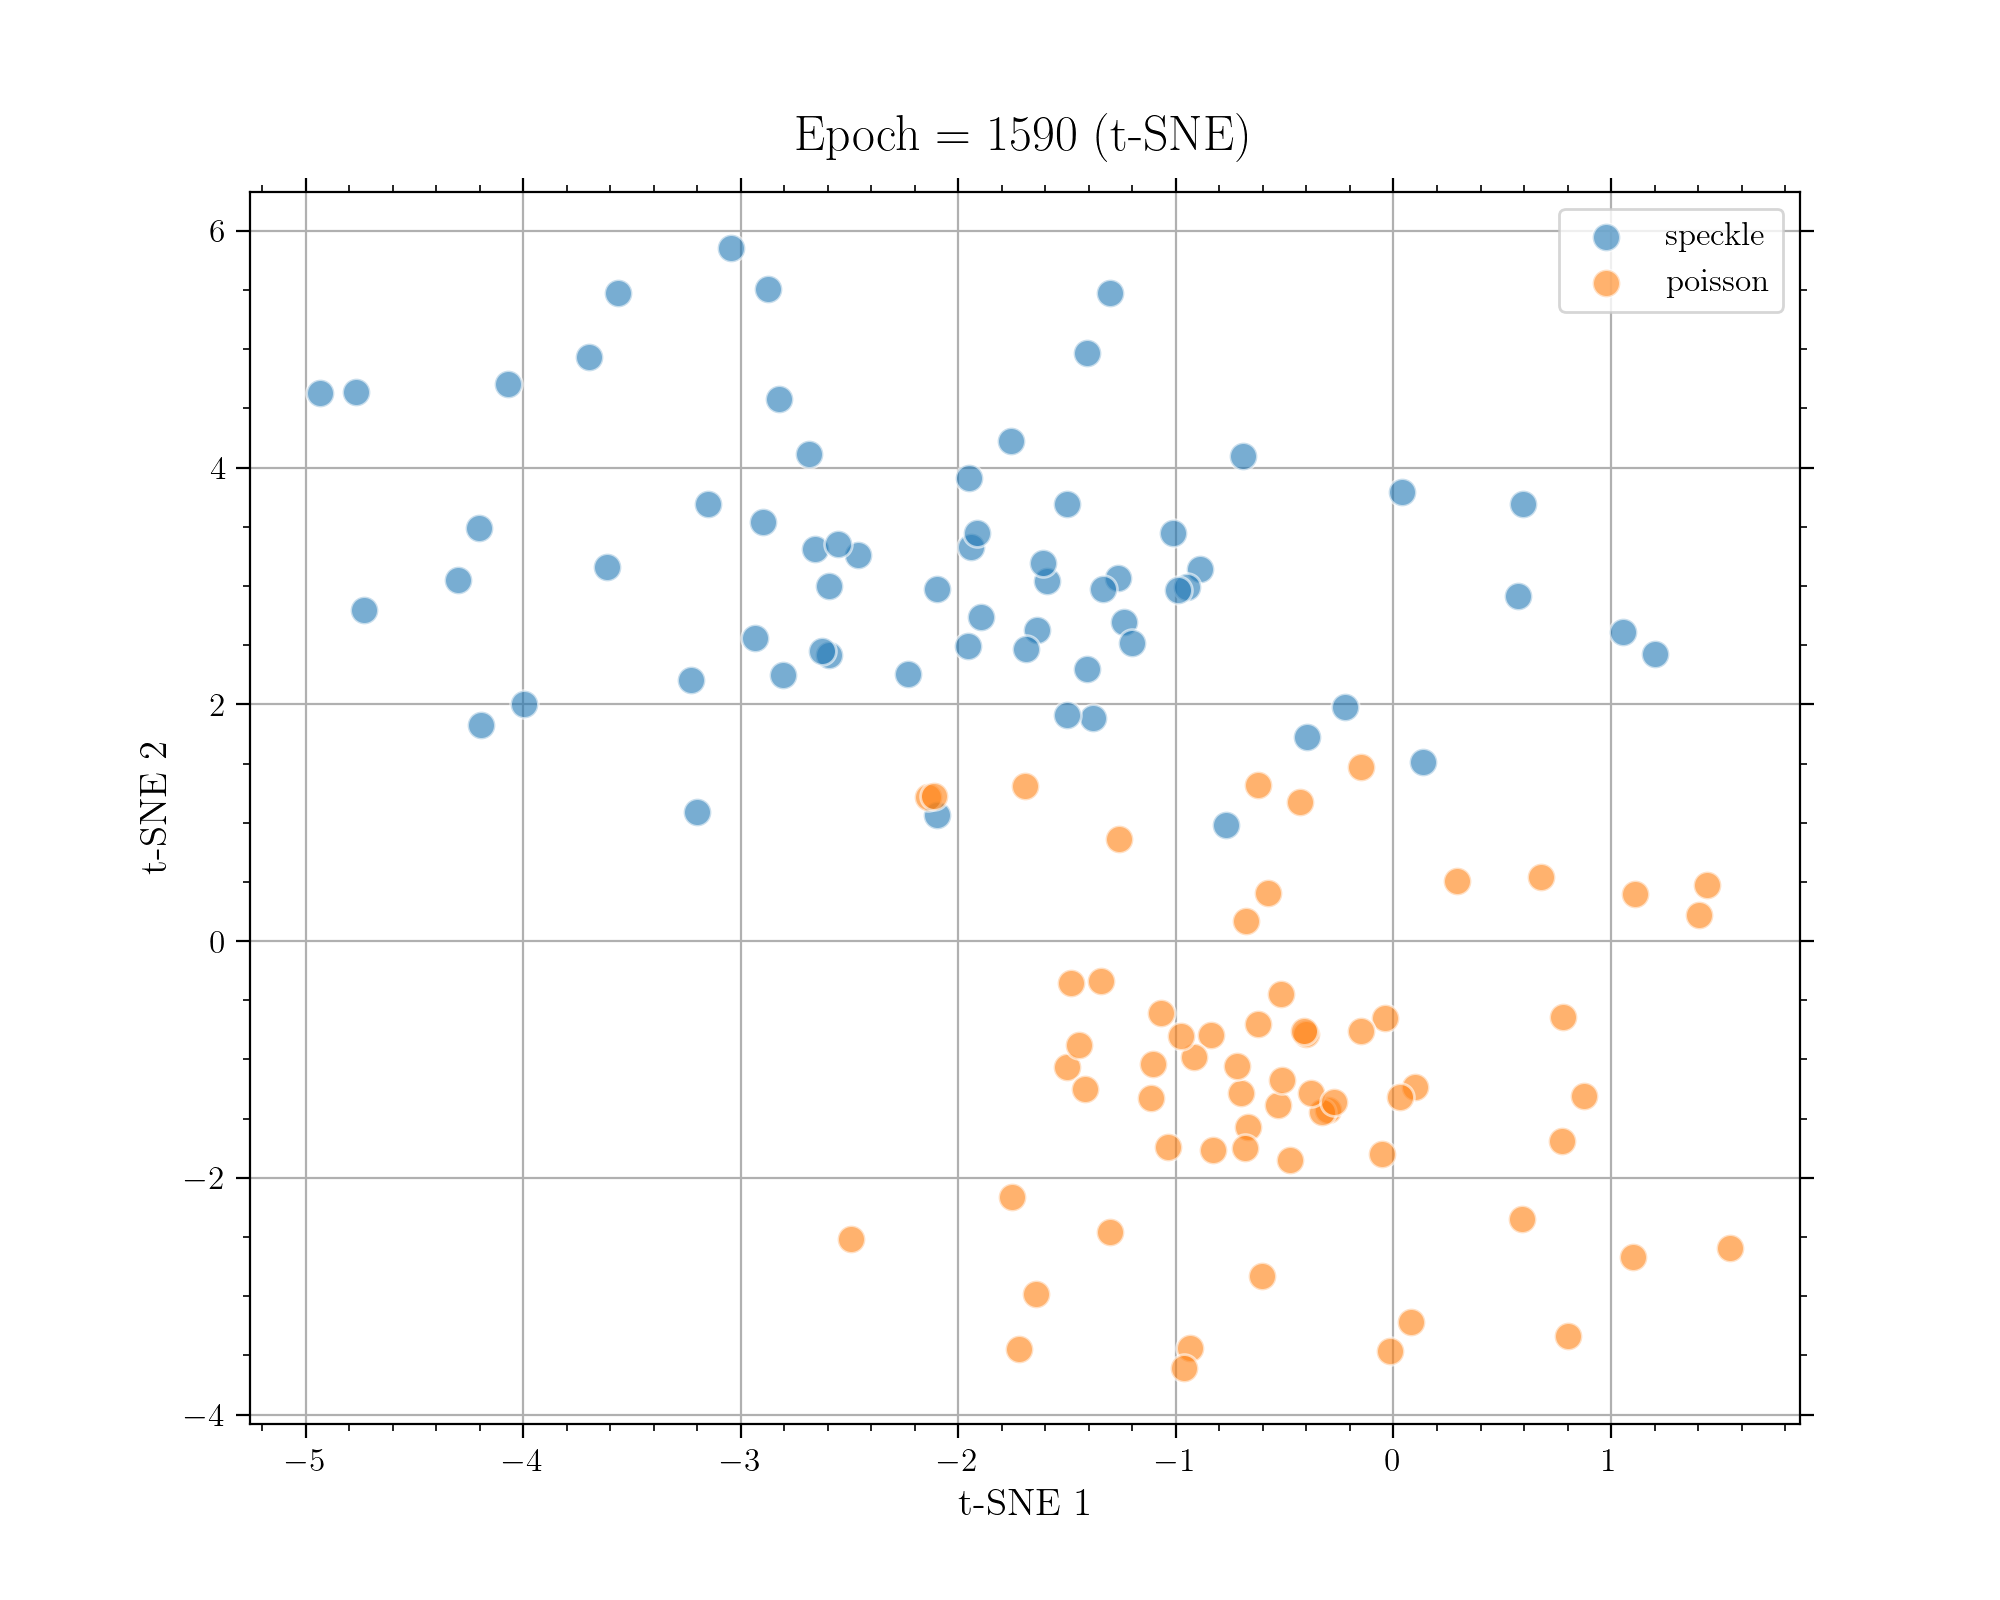 Epoch = 1590 (t-SNE)
speckle
poisson
6
4
2
0
−2
−4
t-SNE 2
−5 −4 −3 −2 −1 0 1
t-SNE 1